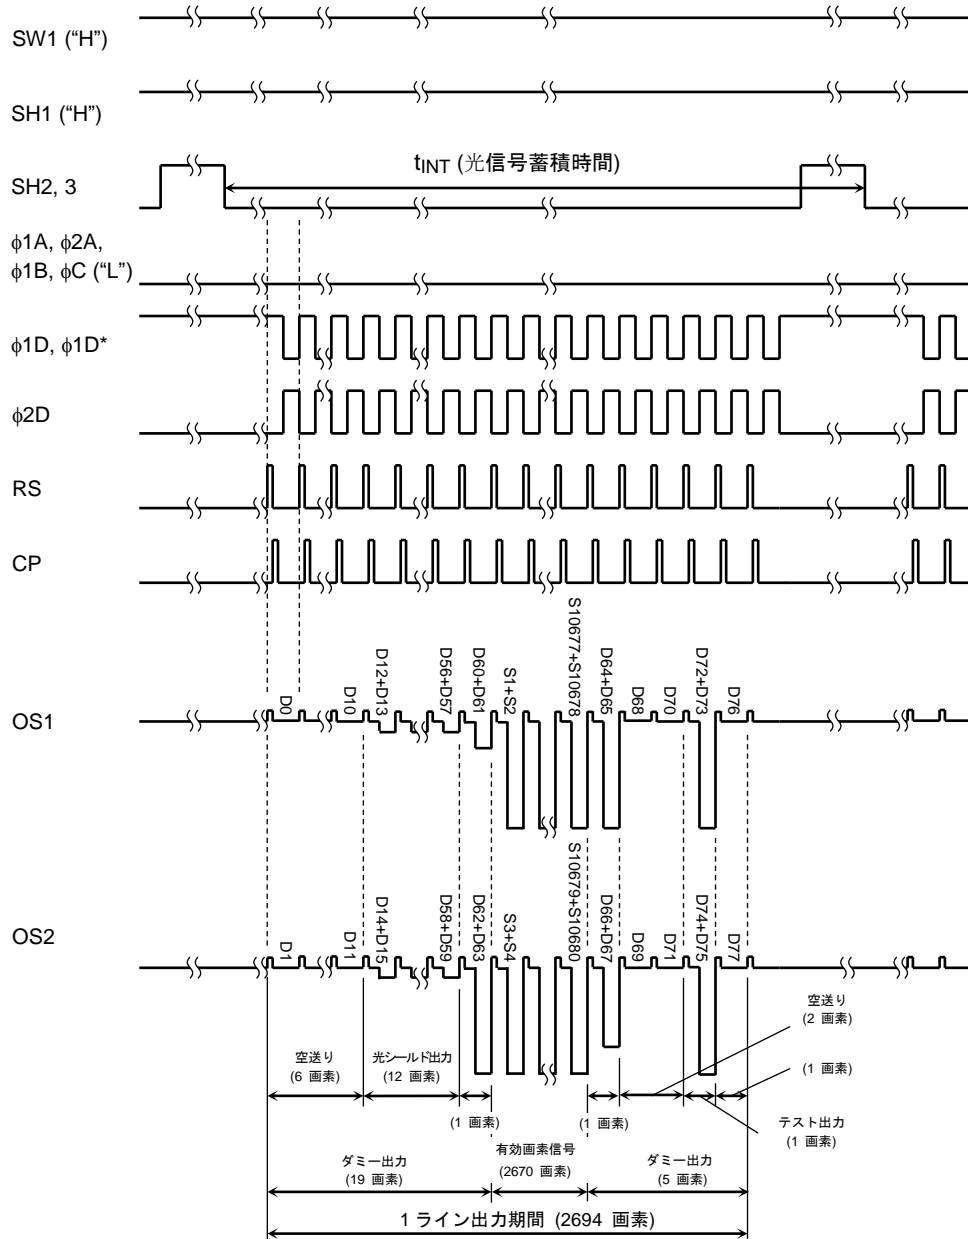 SW1 (“H”)
SH1 (“H”)
SH2, 3
tINT (光信号蓄積時間)
ϕ1A, ϕ2A,
ϕ1B, ϕC (“L”)
ϕ1D, ϕ1D*
ϕ2D
RS
CP
OS1
D0
D10
D12+D13
D56+D57
D60+D61
S1+S2
S10677+S10678
D64+D65
D68
D70
D72+D73
D76
OS2
D1
D11
D14+D15
D58+D59
D62+D63
S3+S4
S10679+S10680
D66+D67
D69
D71
D74+D75
D77
空送り
(2 画素)
空送り
(6 画素)
光シールド出力
(12 画素)
(1 画素)
(1 画素)
(1 画素)
テスト出力
(1 画素)
ダミー出力
(19 画素)
有効画素信号
(2670 画素)
ダミー出力
(5 画素)
1 ライン出力期間 (2694 画素)